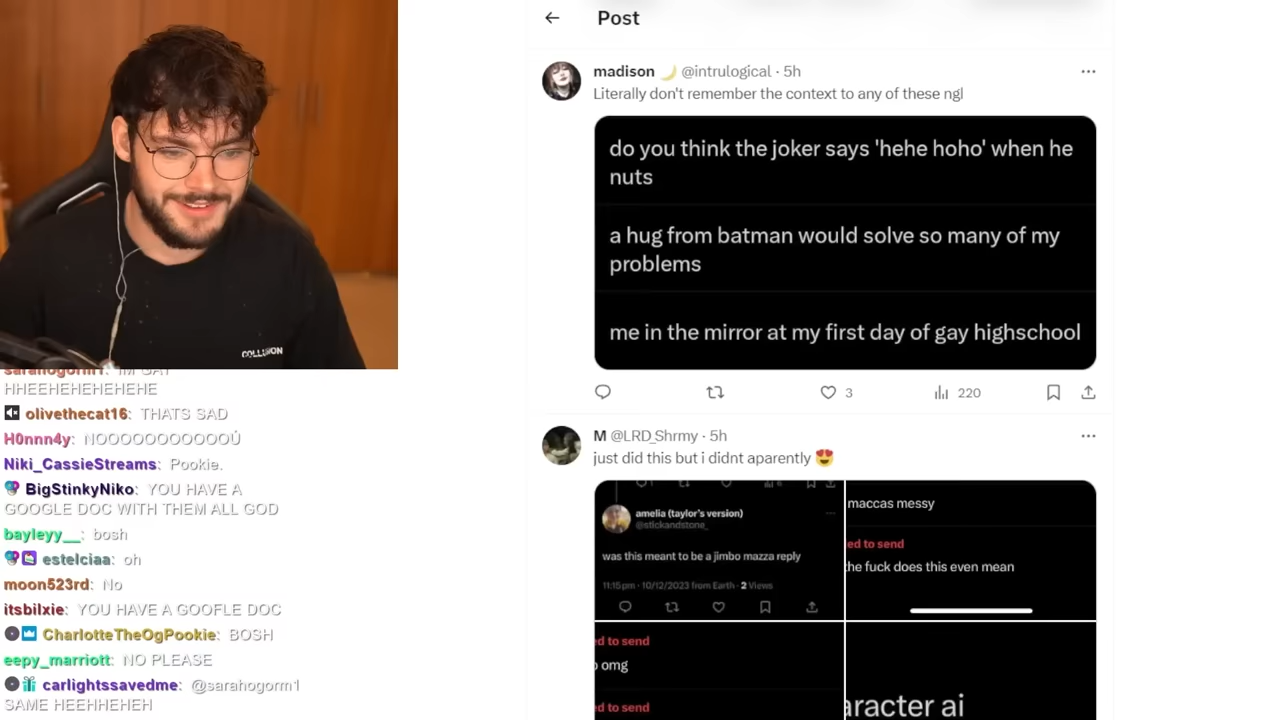 Post
madison 🌙 @intrulogical · 5h
Literally don't remember the context to any of these ngl
do you think the joker says 'hehe hoho' when he
nuts
a hug from batman would solve so many of my
problems
me in the mirror at my first day of gay highschool
3
220
M @LRD_Shrmy · 5h
just did this but i didnt aparently 😍
amelia (taylor's version)
@stickandstone_
was this meant to be a jimbo mazza reply
11:15 pm · 10/12/2023 from Earth · 2 Views
maccas messy
ed to send
the fuck does this even mean
ed to send
omg
ed to send
aracter ai
COLLUSION
sarahogorm1: IM GAY
HHEEHEHEHEHEHE
olivethecat16: THATS SAD
H0nnn4y: NOOOOOOOOOOOÚ
Niki_CassieStreams: Pookie.
BigStinkyNiko: YOU HAVE A
GOOGLE DOC WITH THEM ALL GOD
bayleyy__: bosh
estelciaa: oh
moon523rd: No
itsbilxie: YOU HAVE A GOOFLE DOC
CharlotteTheOgPookie: BOSH
eepy_marriott: NO PLEASE
carlightssavedme: @sarahogorm1
SAME HEEHHEHEH